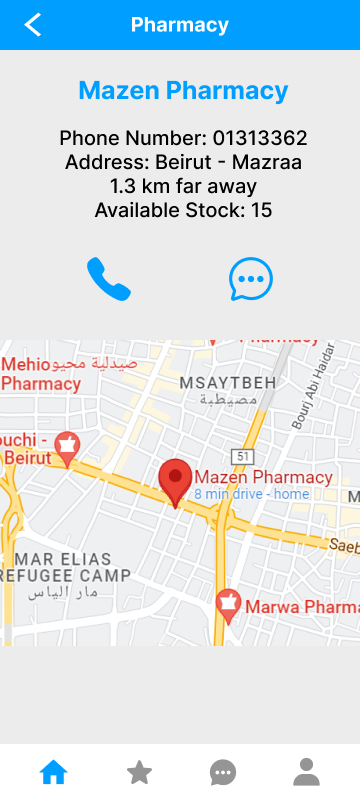 Pharmacy
Mazen Pharmacy
Phone Number: 01313362
Address: Beirut - Mazraa
1.3 km far away
Available Stock: 15
Pharmacy
Mehio صيدلية محيو
Pharmacy
MSAYTBEH
مصيطبة
Bourj Abi Haidar
51
ouchi -
Beirut
Mazen Pharmacy
8 min drive - home
M
Saeb
MAR ELIAS
REFUGEE CAMP
مار الياس
Marwa Pharma